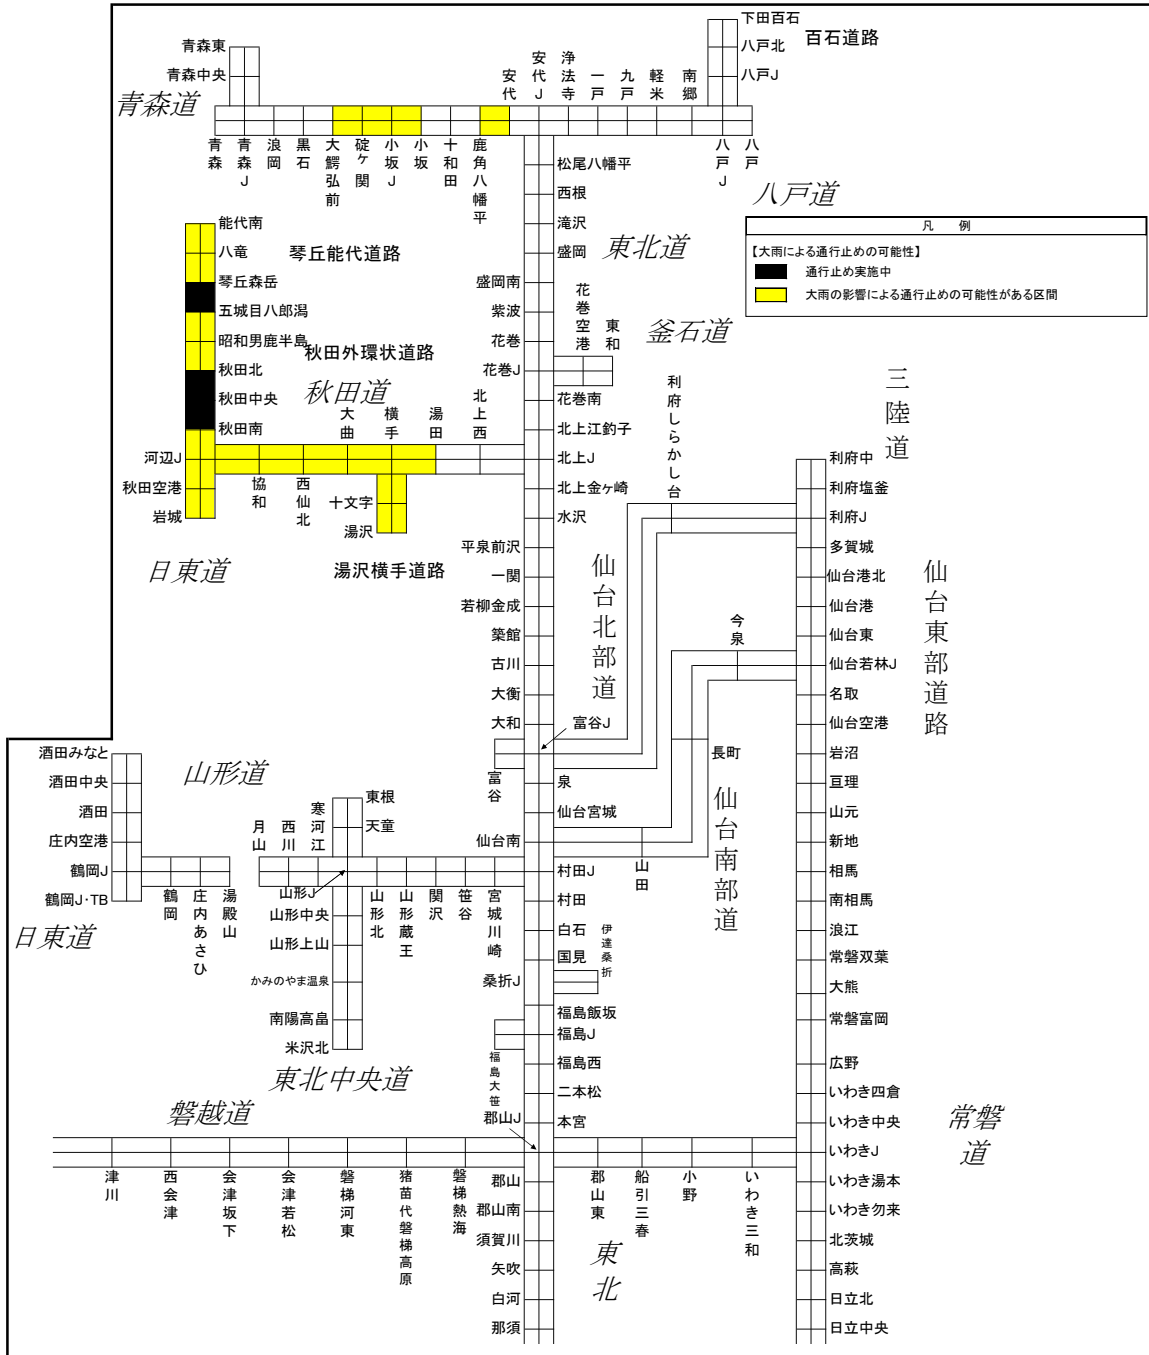 下田百石
百石道路
八戸北
八戸J
青森東
青森中央
青森道
安代
安代J
浄法寺
一戸
九戸
軽米
南郷
青森
青森J
浪岡
黒石
大鰐弘前
碇ケ関
小坂J
小坂
十和田
鹿角八幡平
八戸J
八戸
八戸道
松尾八幡平
西根
滝沢
盛岡
盛岡南
紫波
花巻
花巻J
花巻南
北上江釣子
北上J
北上金ヶ崎
水沢
東北道
花巻空港
東和
釜石道
凡 例
【大雨による通行止めの可能性】
通行止め実施中
大雨の影響による通行止めの可能性がある区間
能代南
八竜
琴丘森岳
五城目八郎潟
昭和男鹿半島
秋田北
秋田中央
秋田南
河辺J
秋田空港
岩城
琴丘能代道路
秋田外環状道路
秋田道
大曲
横手
湯田
北上西
協和
西仙北
十文字
湯沢
日東道
湯沢横手道路
平泉前沢
一関
若柳金成
築館
古川
大衡
大和
富谷J
富谷
泉
仙台宮城
仙台南
村田J
村田
白石
国見
伊達桑折
桑折J
福島飯坂
福島J
福島西
福島大笹
二本松
郡山J
本宮
仙台北部道
利府しらかし台
三陸道
利府中
利府塩釜
利府J
多賀城
仙台港北
仙台港
仙台東
仙台若林J
名取
仙台空港
岩沼
亘理
山元
新地
相馬
南相馬
浪江
常磐双葉
大熊
常磐富岡
広野
いわき四倉
いわき中央
いわきJ
いわき湯本
いわき勿来
北茨城
高萩
日立北
日立中央
仙台東部道路
今泉
長町
山田
仙台南部道
常磐道
酒田みなと
酒田中央
酒田
庄内空港
鶴岡J
鶴岡J・TB
日東道
鶴岡
庄内あさひ
湯殿山
山形道
月山
西川
寒河江
東根
天童
山形J
山形中央
山形上山
かみのやま温泉
南陽高畠
米沢北
山形北
山形蔵王
関沢
笹谷
宮城川崎
東北中央道
磐越道
津川
西会津
会津坂下
会津若松
磐梯河東
猪苗代磐梯高原
磐梯熱海
郡山
郡山南
須賀川
矢吹
白河
那須
郡山東
船引三春
小野
いわき三和
東北